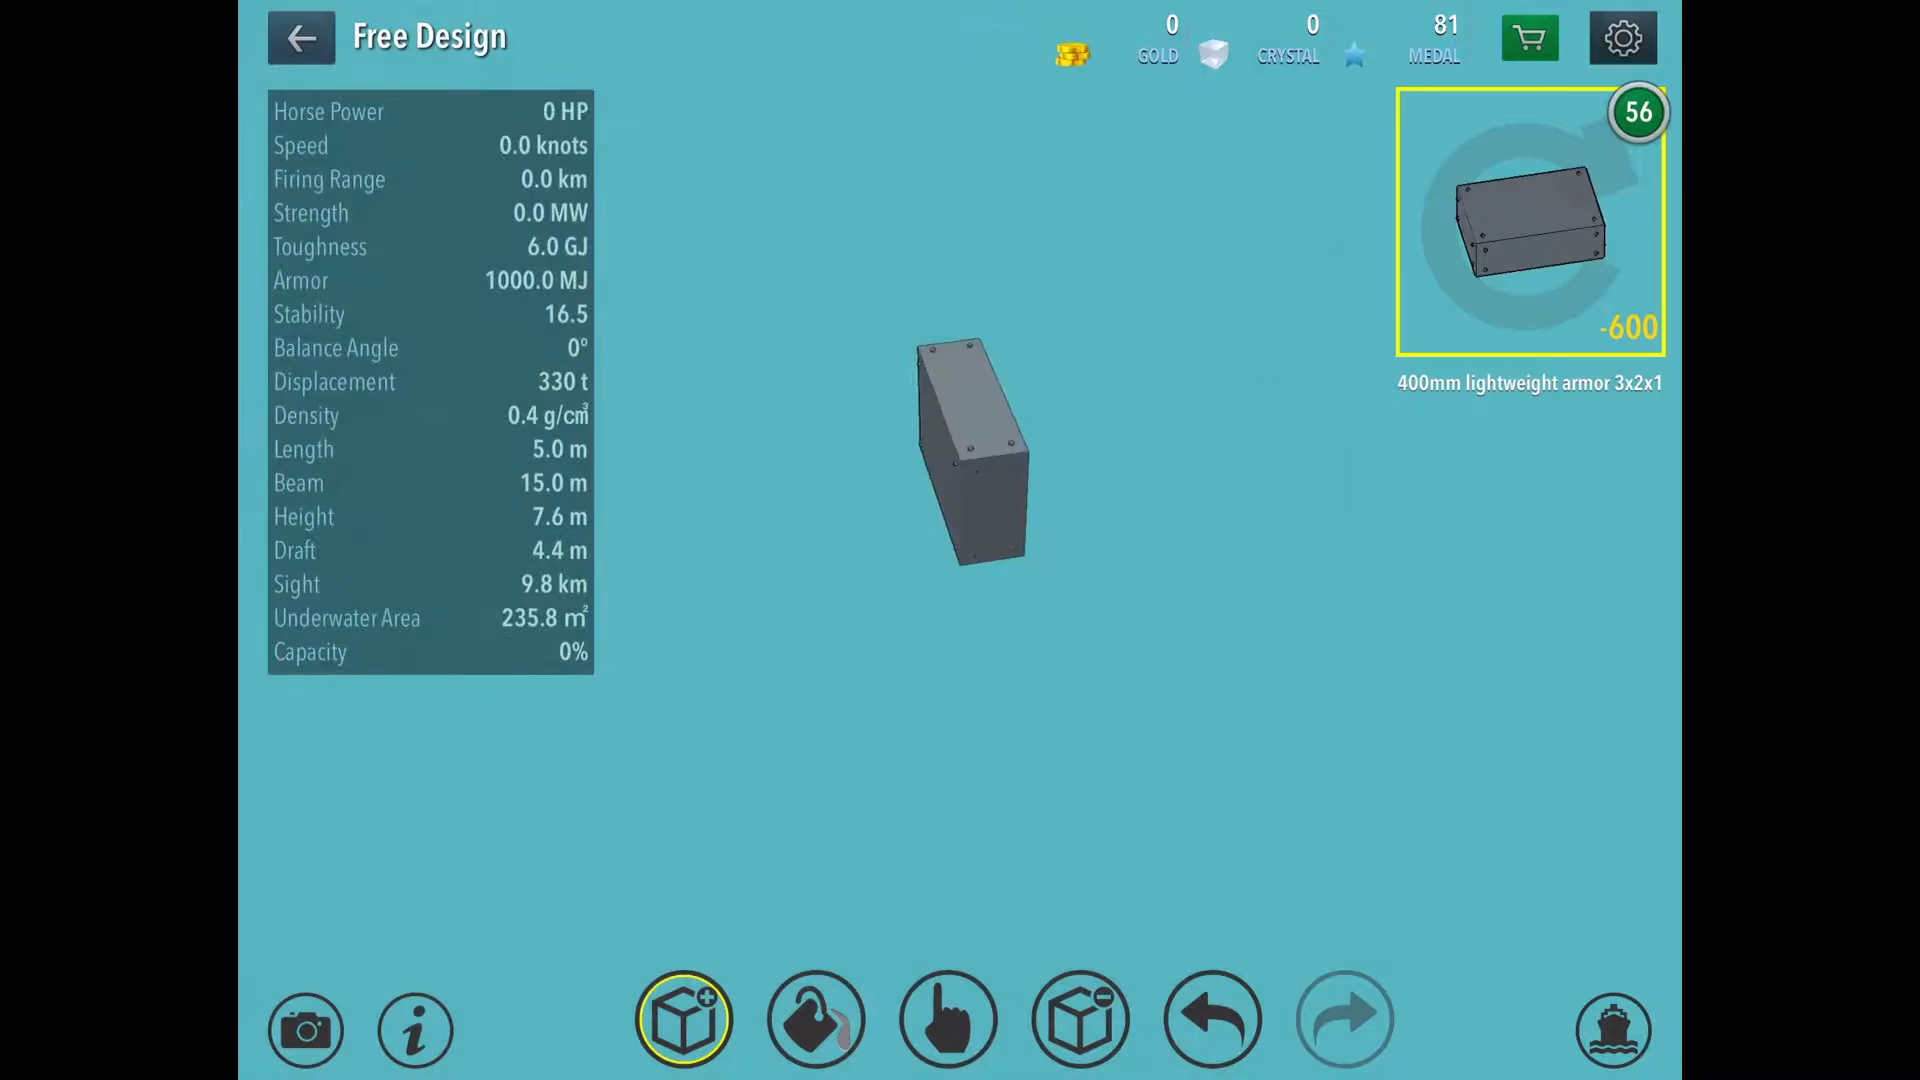 Free Design
0
GOLD
0
CRYSTAL
81
MEDAL
Horse Power 0 HP
Speed 0.0 knots
Firing Range 0.0 km
Strength 0.0 MW
Toughness 6.0 GJ
Armor 1000.0 MJ
Stability 16.5
Balance Angle 0°
Displacement 330 t
Density 0.4 g/cm³
Length 5.0 m
Beam 15.0 m
Height 7.6 m
Draft 4.4 m
Sight 9.8 km
Underwater Area 235.8 m²
Capacity 0%
56
-600
400mm lightweight armor 3x2x1